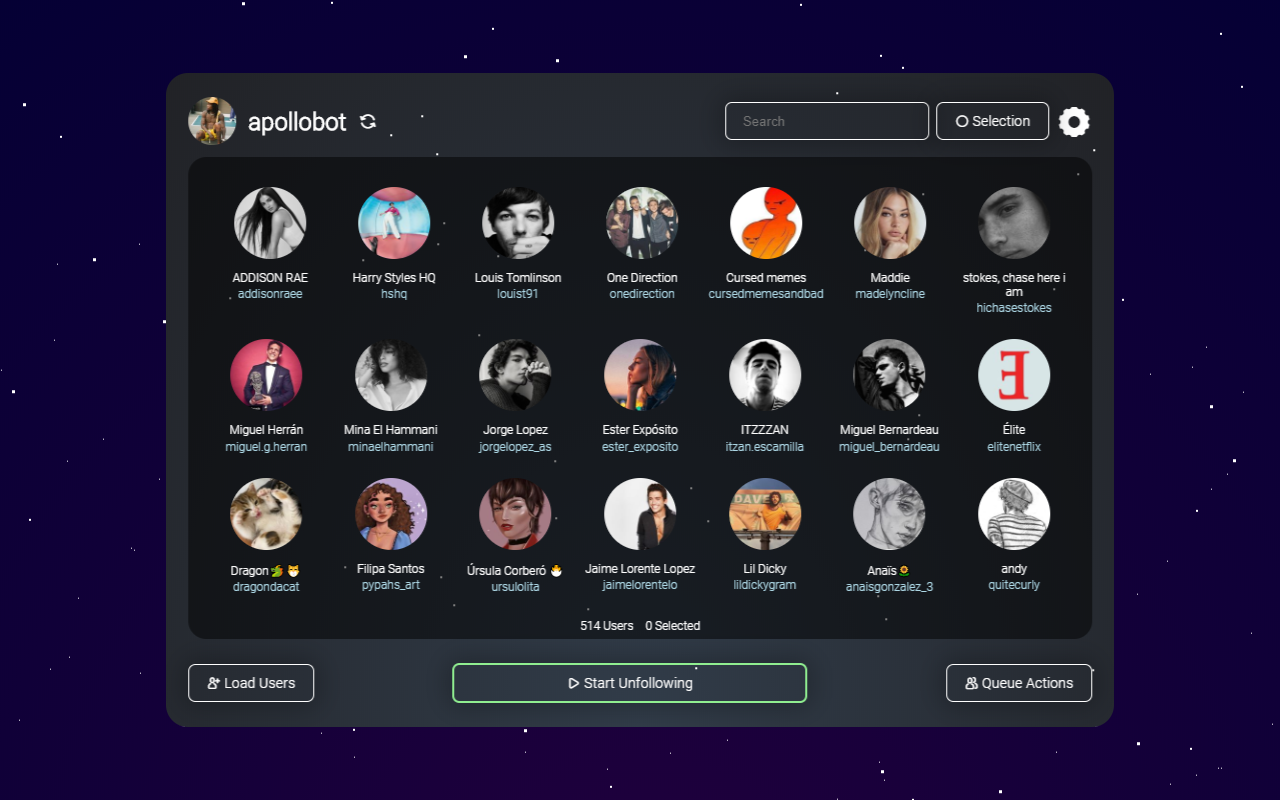 apollobot
Search
Selection
ADDISON RAE
addisonraee
Harry Styles HQ
hshq
Louis Tomlinson
louist91
One Direction
onedirection
Cursed memes
cursedmemesandbad
Maddie
madelyncline
stokes, chase here i
am
hichasestokes
Miguel Herrán
miguel.g.herran
Mina El Hammani
minaelhammani
Jorge Lopez
jorgelopez_as
Ester Expósito
ester_exposito
ITZZZAN
itzan.escamilla
Miguel Bernardeau
miguel_bernardeau
Élite
elitenetflix
Dragon🐲🐱
dragondacat
Filipa Santos
pypahs_art
Úrsula Corberó 🐣
ursulolita
Jaime Lorente Lopez
jaimelorentelo
DAVE
Lil Dicky
lildickygram
Anaïs🌻
anaisgonzalez_3
andy
quitecurly
514 Users 0 Selected
Load Users
Start Unfollowing
Queue Actions